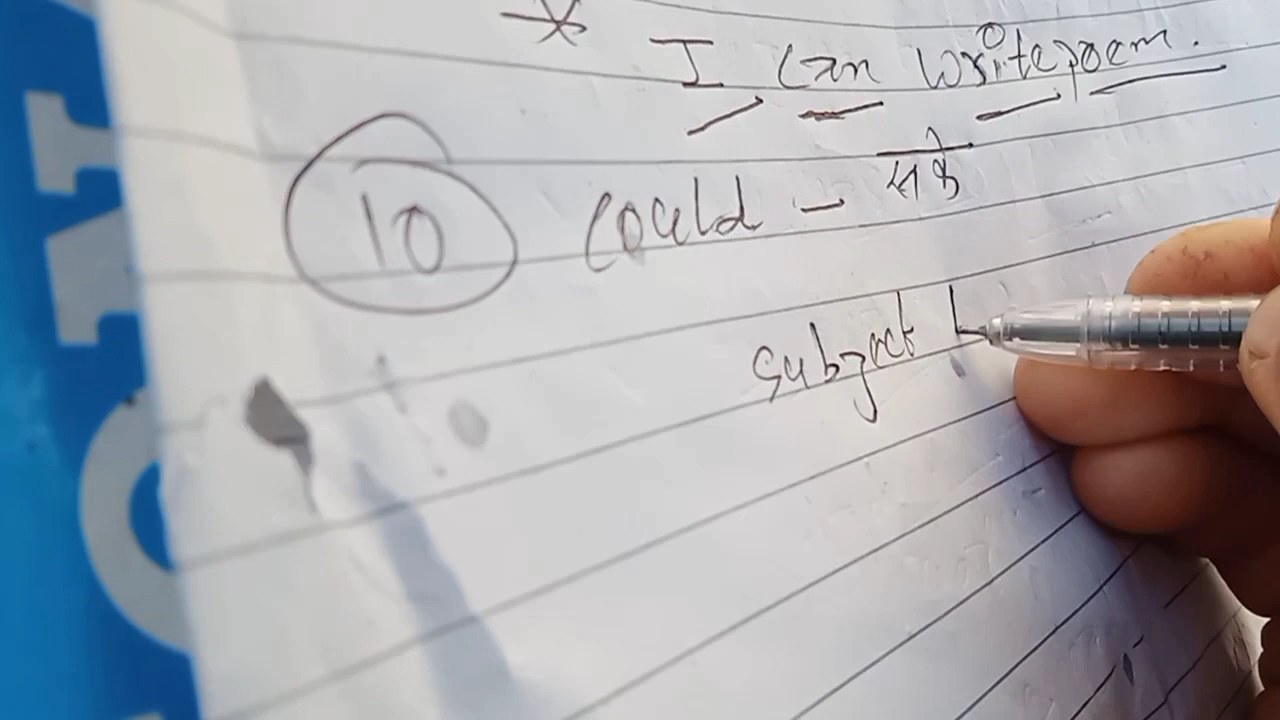 * I can write poem.
10 could - सके
subject